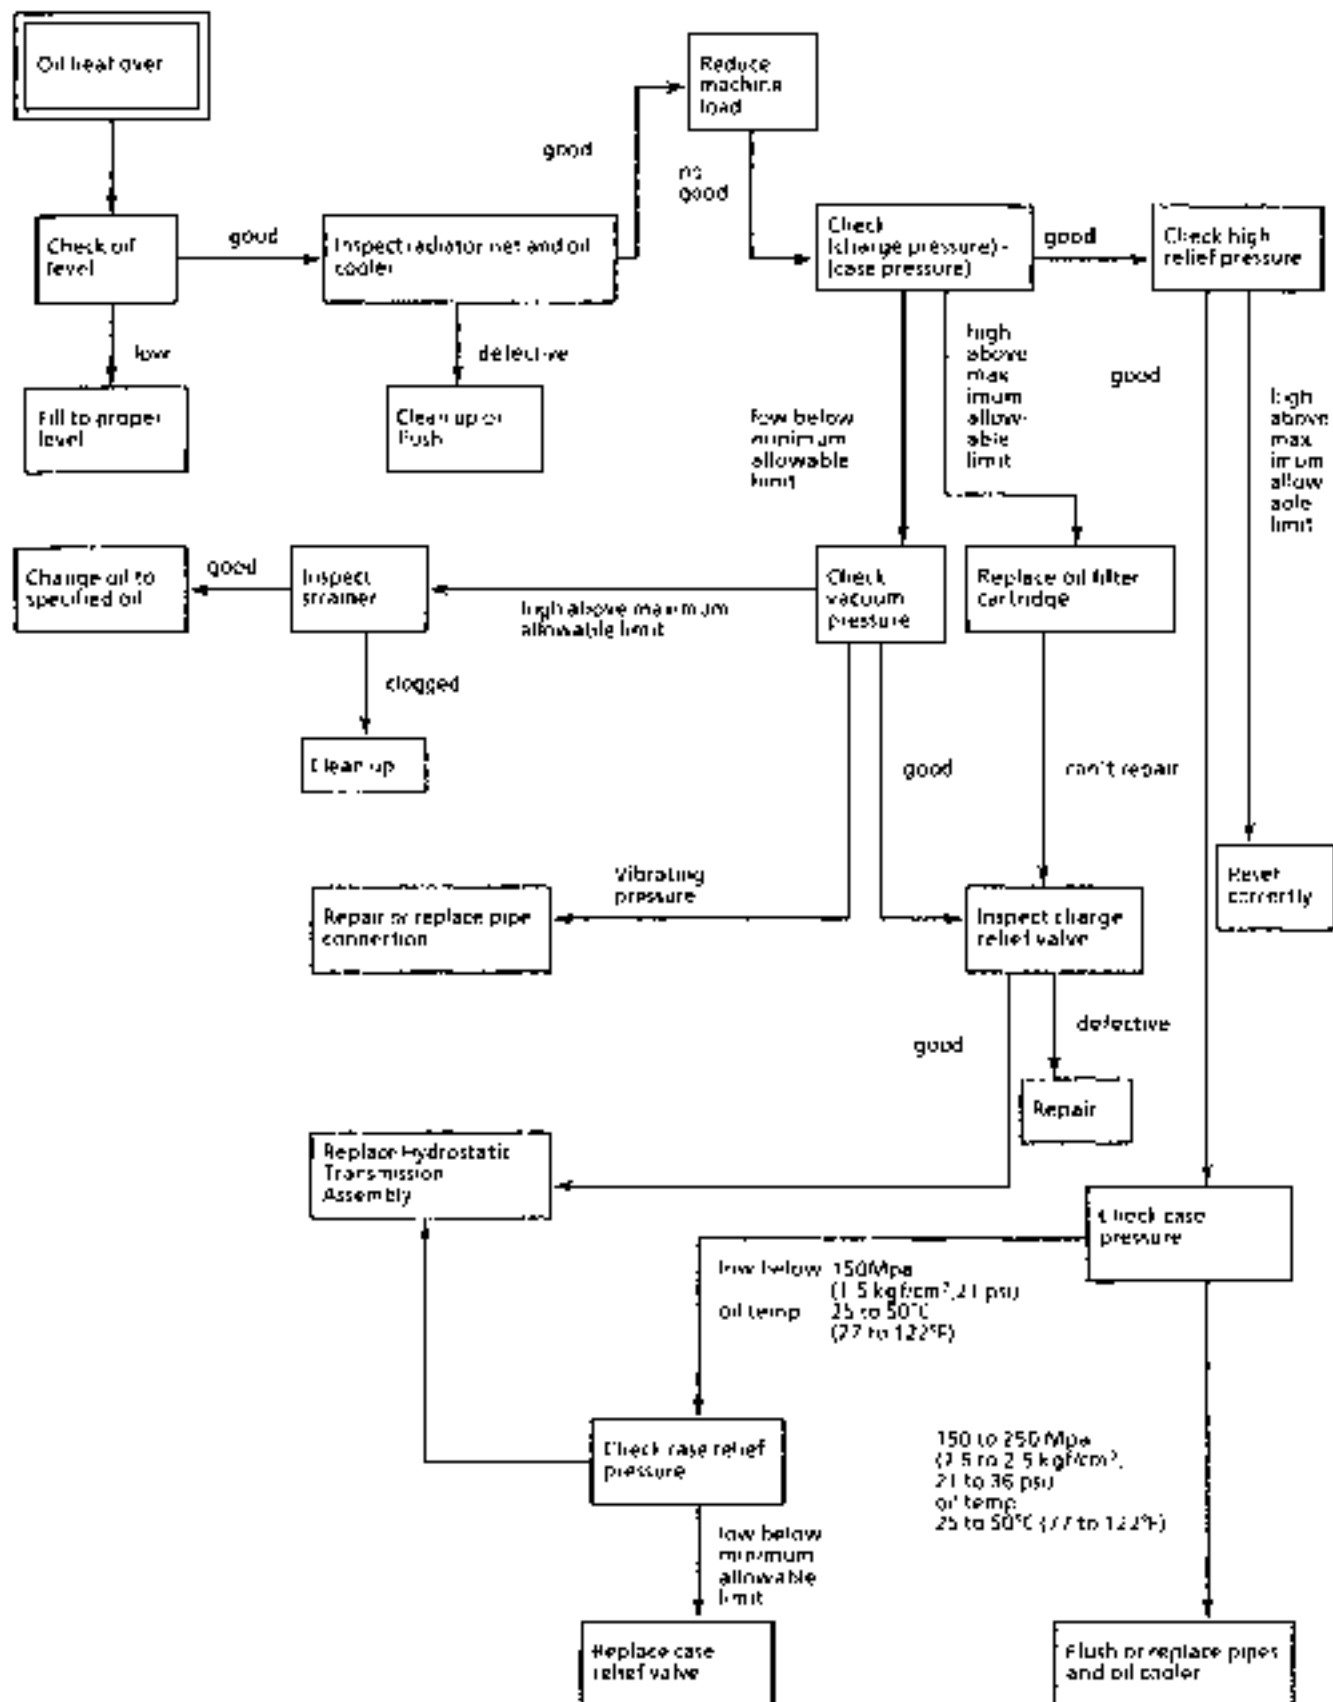 Oil heat over
Reduce
machine
load
good
no
good
Check oil
level
good
Inspect radiator net and oil
cooler
Check
(charge pressure) -
(case pressure)
good
Check high
relief pressure
low
defective
high
above
max
imum
allow-
able
limit
good
high
above
max
imum
allow
able
limit
low below
minimum
allowable
limit
Fill to proper
level
Clean up or
flush
Change oil to
specified oil
good
Inspect
strainer
high above maximum
allowable limit
Check
vacuum
pressure
Replace oil filter
cartridge
clogged
Clean up
good
can't repair
Vibrating
pressure
Reset
correctly
Repair or replace pipe
connection
Inspect charge
relief valve
good
defective
Repair
Replace Hydrostatic
Transmission
Assembly
Check case
pressure
low below 150Mpa
(1.5 kgf/cm², 21 psi)
oil temp 25 to 50°C
(77 to 122°F)
Check case relief
pressure
150 to 250 Mpa
2.5 kgf/cm²,
21 to 36 psi)
oil temp
25 to 50°C (77 to 122°F)
low below
minimum
allowable
limit
Replace case
relief valve
Flush or replace pipes
and oil cooler